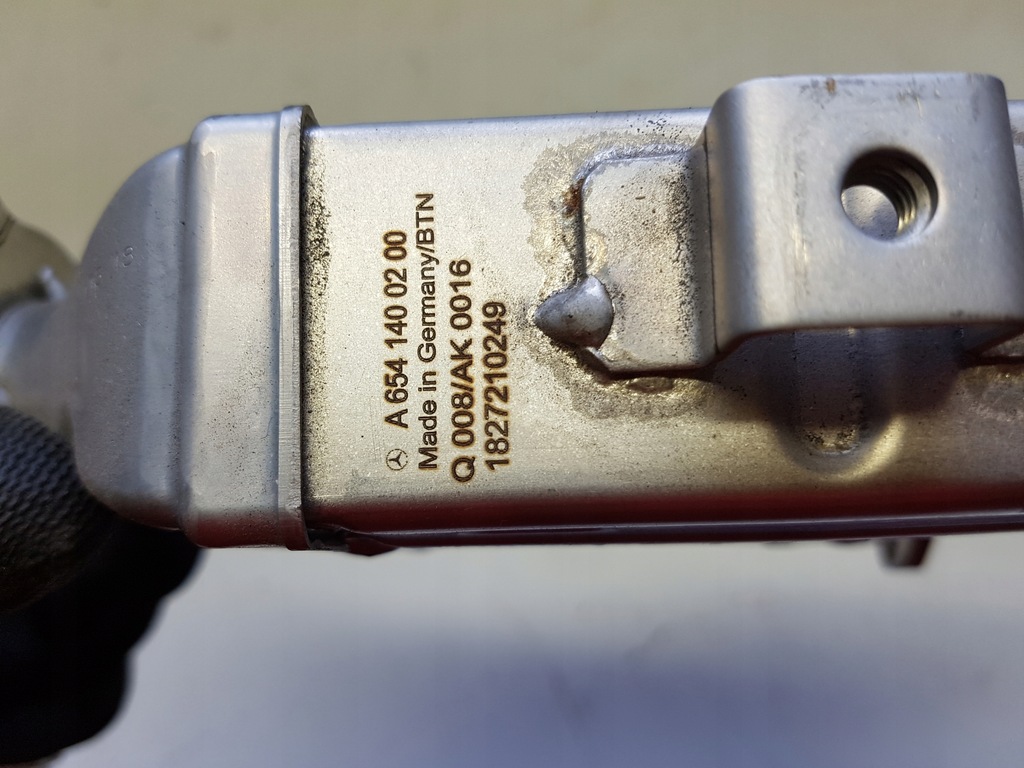 A 654 140 02 00
Made in Germany/BTN
Q 008/AK 0016
1827210249